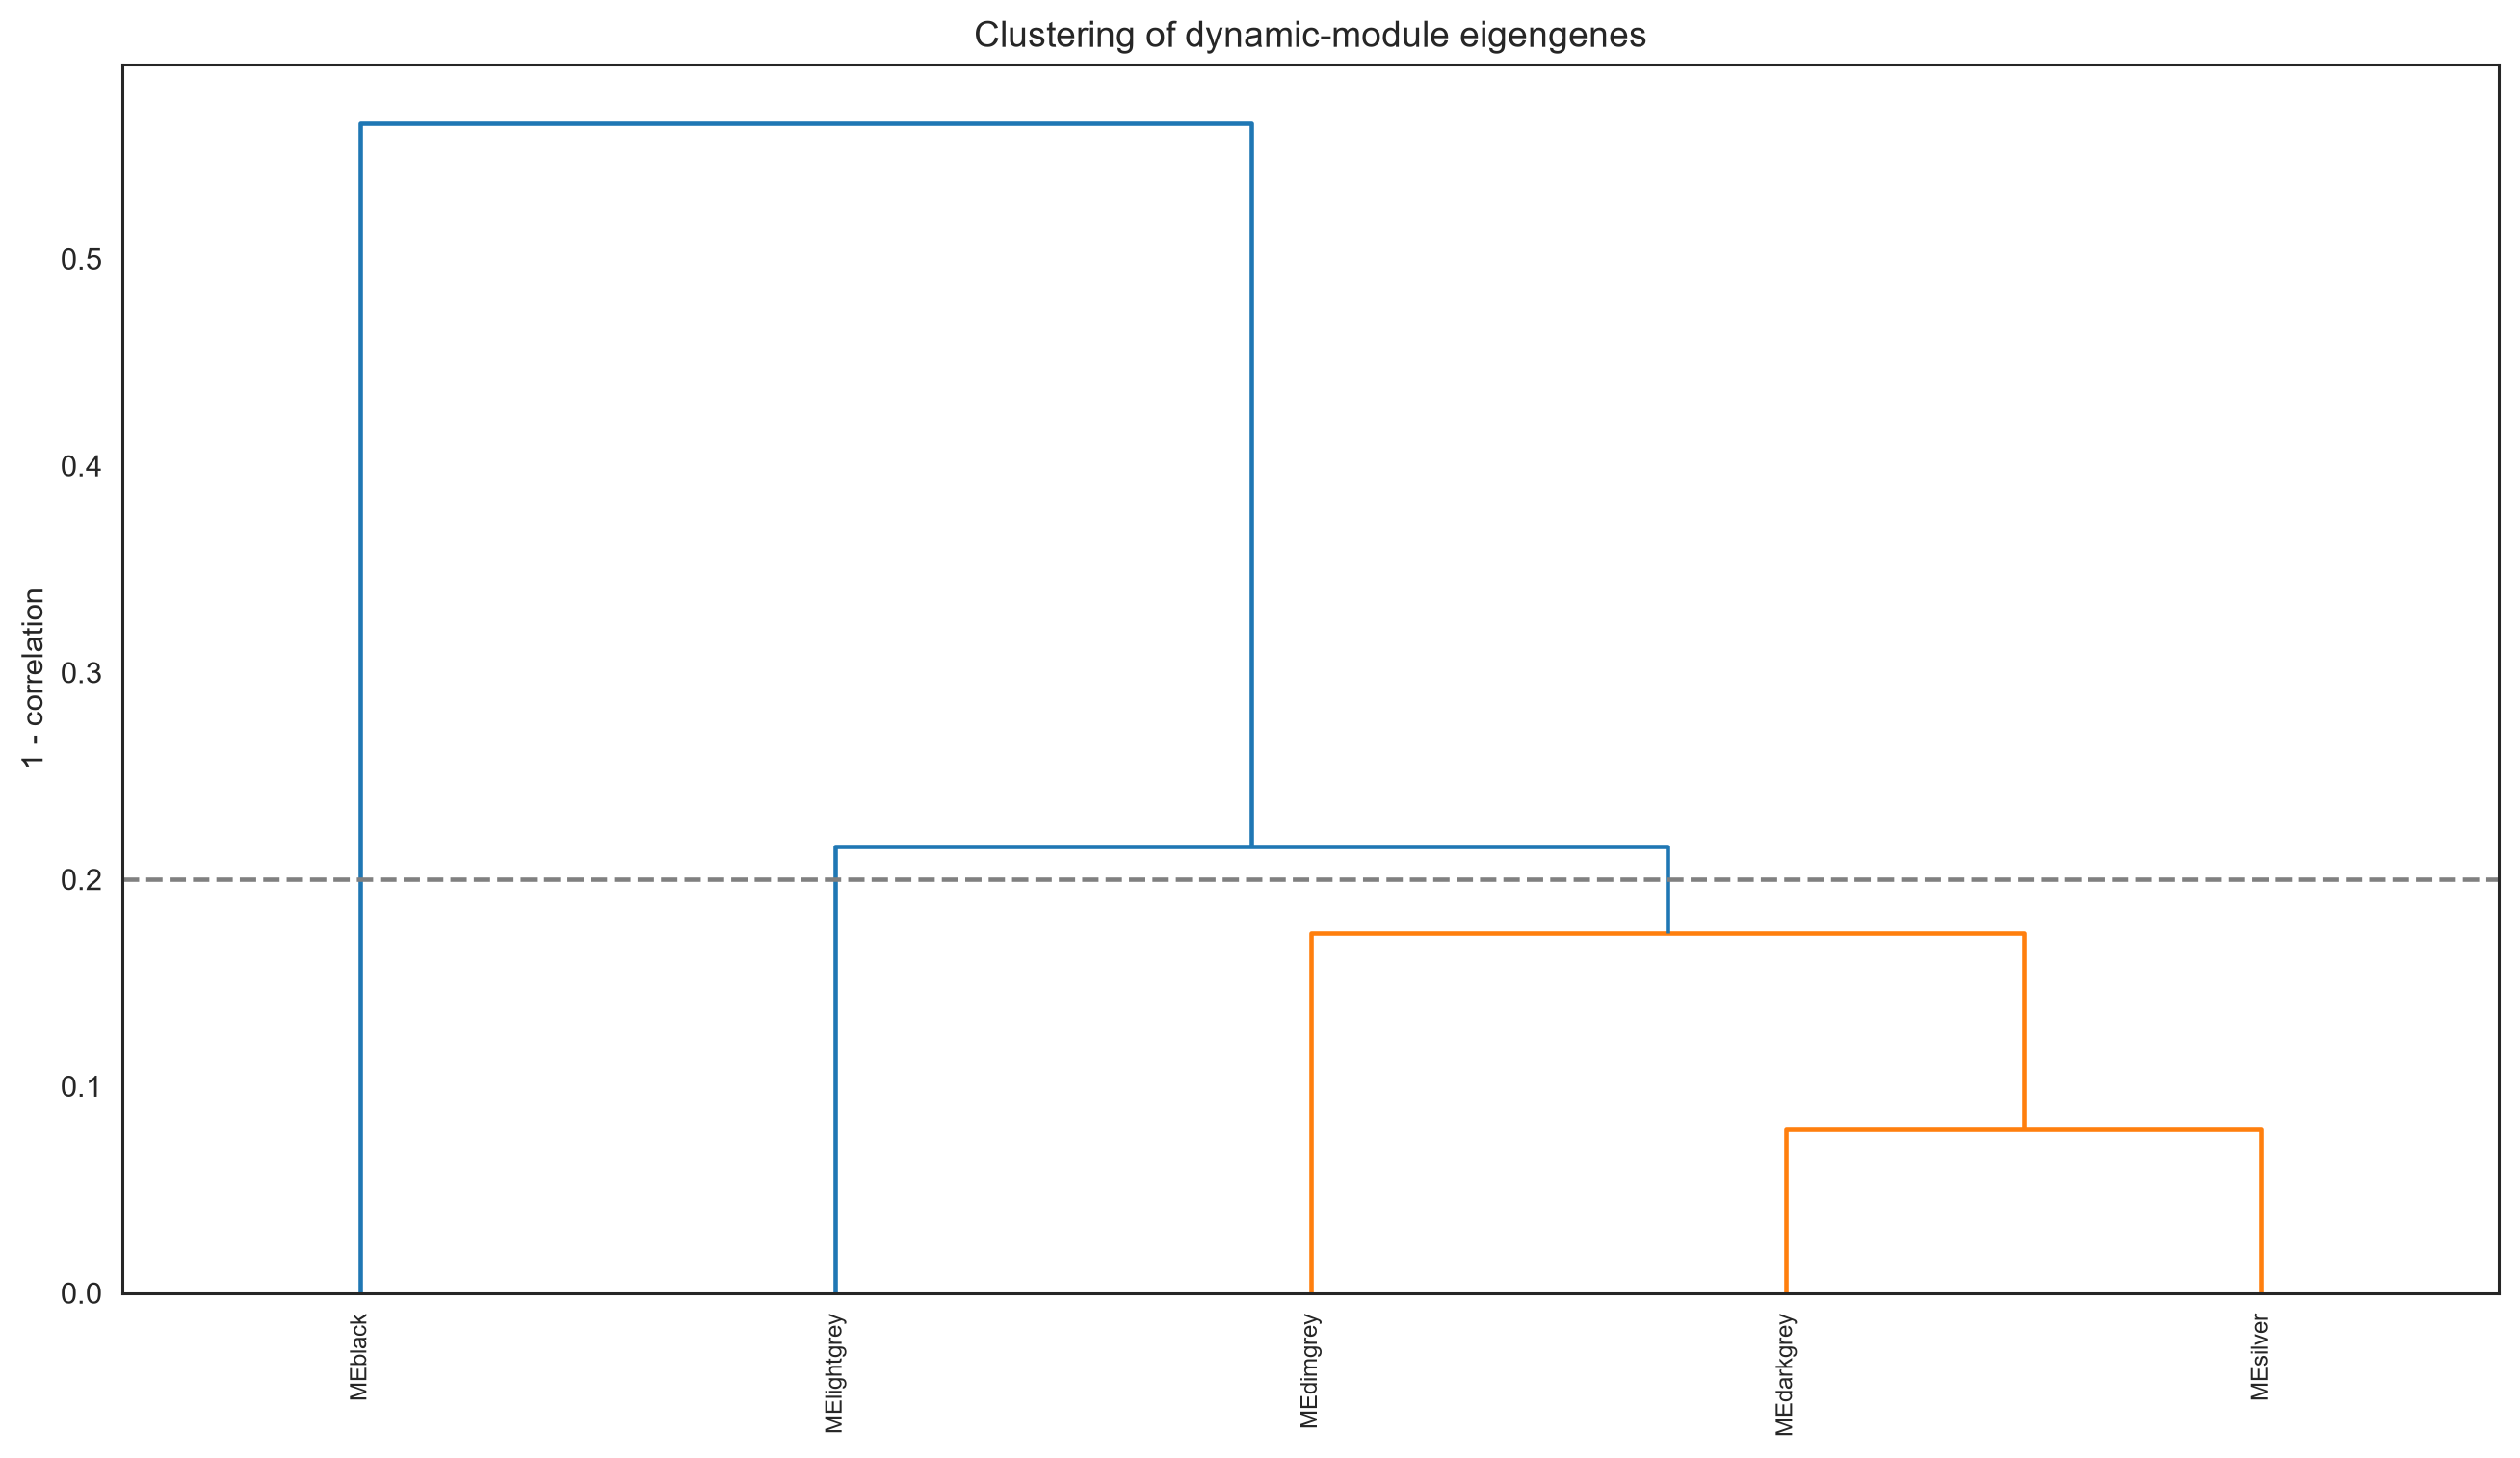 Clustering of dynamic-module eigengenes
1 - correlation
0.5
0.4
0.3
0.2
0.1
0.0
MEblack
MElightgrey
MEdimgrey
MEdarkgrey
MEsilver